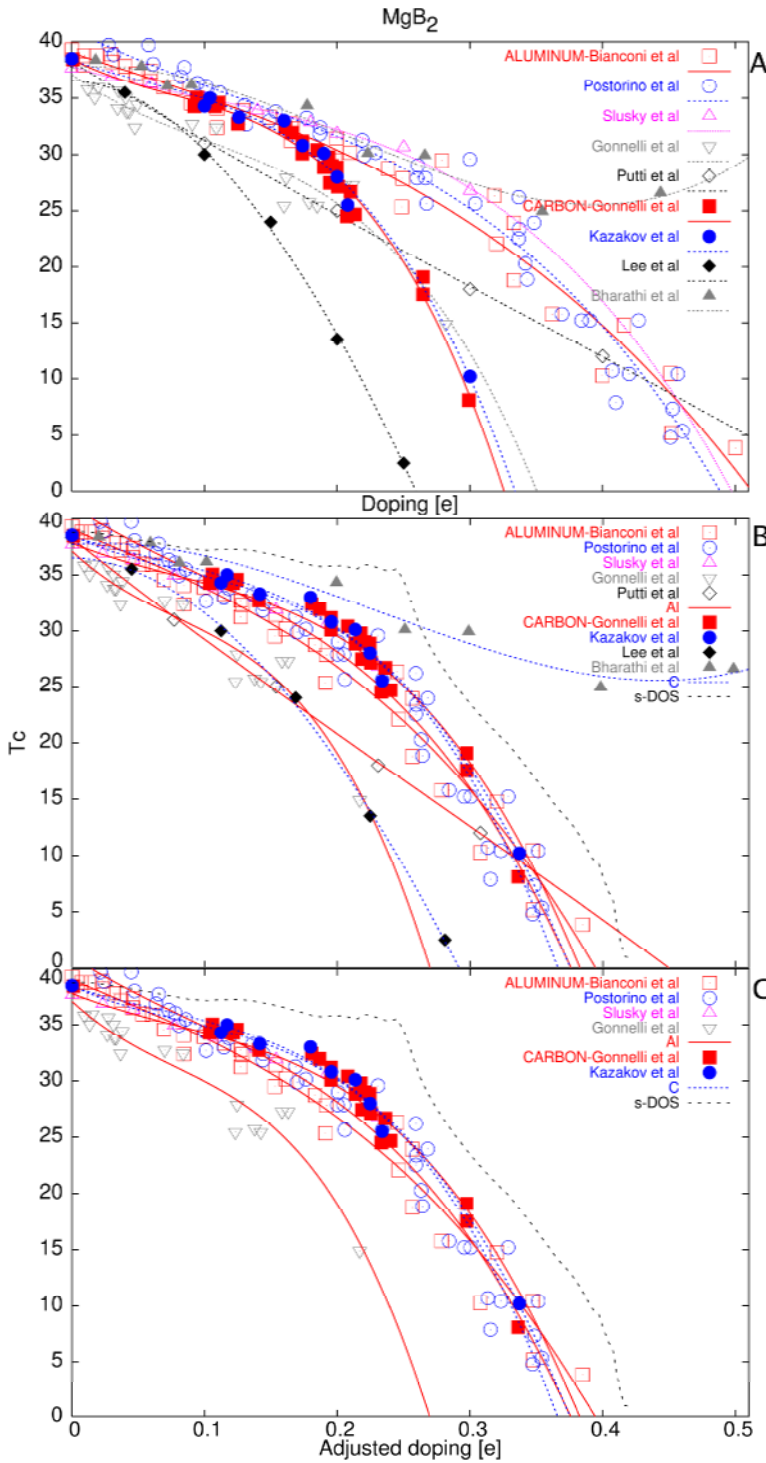 MgB2
A
40
35
30
25
20
15
10
5
0
ALUMINUM-Bianconi et al
Postorino et al
Slusky et al
Gonnelli et al
Putti et al
CARBON-Gonnelli et al
Kazakov et al
Lee et al
Bharathi et al
0 0.1 0.2 0.3 0.4 0.5
Doping [e]
B
40
35
30
25
20
15
10
5
0
Tc
ALUMINUM-Bianconi et al
Postorino et al
Slusky et al
Gonnelli et al
Putti et al
Al
CARBON-Gonnelli et al
Kazakov et al
Lee et al
Bharathi et al
C
s-DOS
C
40
35
30
25
20
15
10
5
0
ALUMINUM-Bianconi et al
Postorino et al
Slusky et al
Gonnelli et al
Al
CARBON-Gonnelli et al
Kazakov et al
C
s-DOS
0 0.1 0.2 0.3 0.4 0.5
Adjusted doping [e]